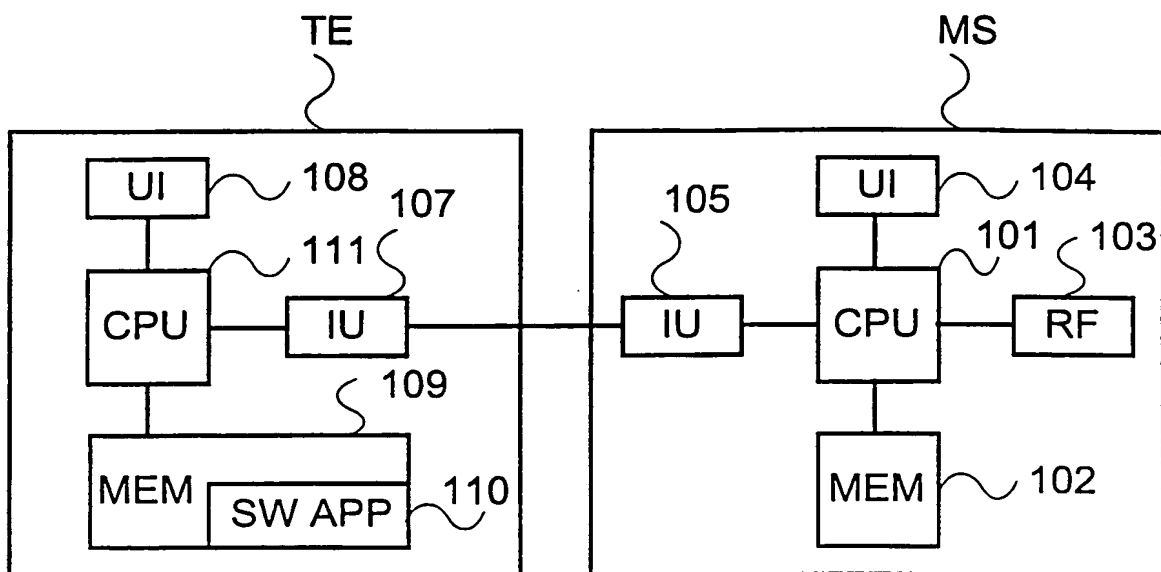 TE
MS
UI
108
107
111
CPU
IU
109
MEM
SW APP
110
105
UI
104
101
103
IU
CPU
RF
MEM
102